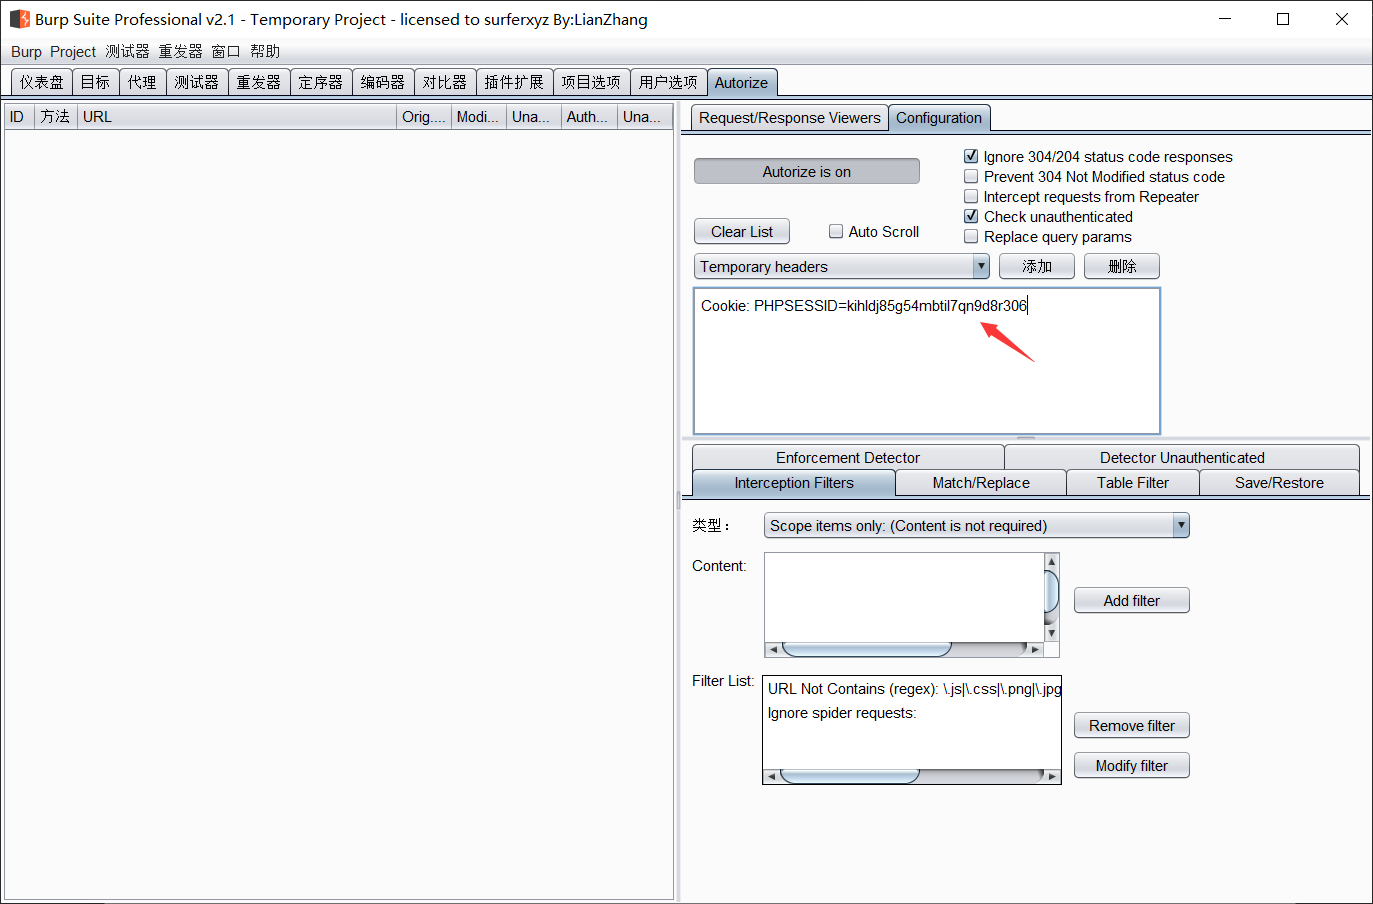 Burp Suite Professional v2.1 - Temporary Project - licensed to surferxyz By:LianZhang
Burp Project 测试器 重发器 窗口 帮助
仪表盘 目标 代理 测试器 重发器 定序器 编码器 对比器 插件扩展 项目选项 用户选项 Autorize
ID 方法 URL Orig.... Modi... Una... Auth... Una...
Request/Response Viewers Configuration
Autorize is on
Ignore 304/204 status code responses
Prevent 304 Not Modified status code
Intercept requests from Repeater
Check unauthenticated
Replace query params
Clear List Auto Scroll
Temporary headers 添加 删除
Cookie: PHPSESSID=kihldj85g54mbtil7qn9d8r306
Enforcement Detector Detector Unauthenticated
Interception Filters Match/Replace Table Filter Save/Restore
类型： Scope items only: (Content is not required)
Content:
Add filter
Filter List:
URL Not Contains (regex): \.js|\.css|\.png|\.jpg
Ignore spider requests:
Remove filter
Modify filter